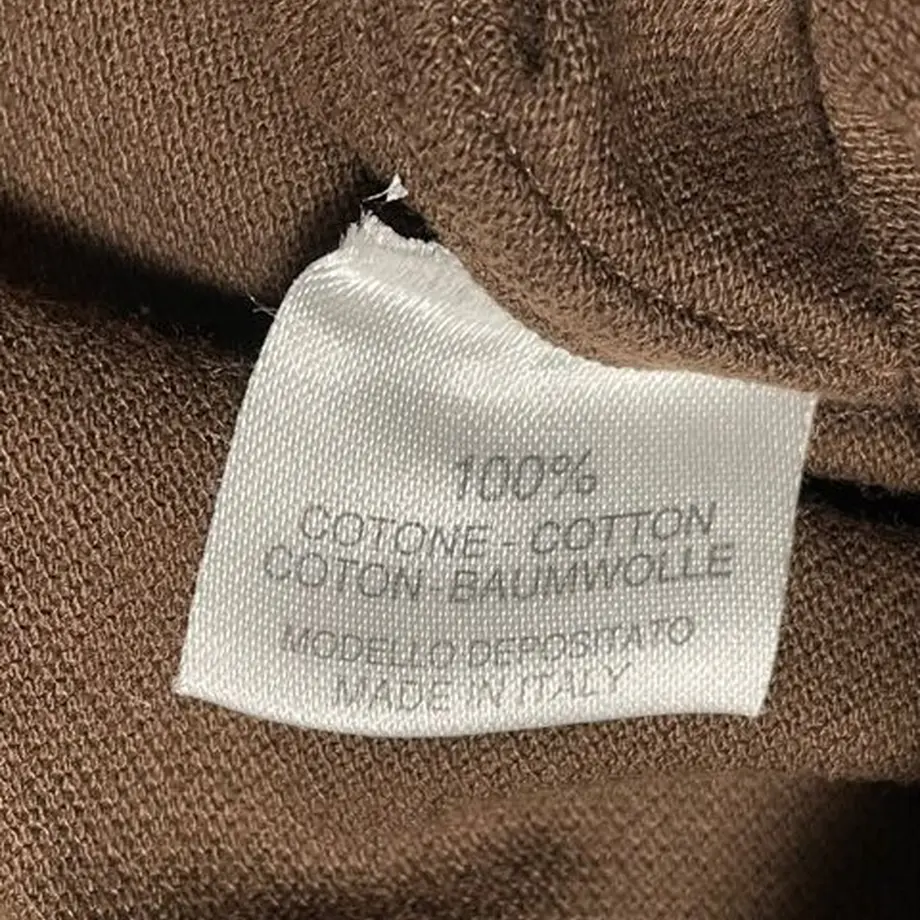 100%
COTONE - COTTON
COTON-BAUMWOLLE
MODELLO DEPOSITATO
MADE IN ITALY